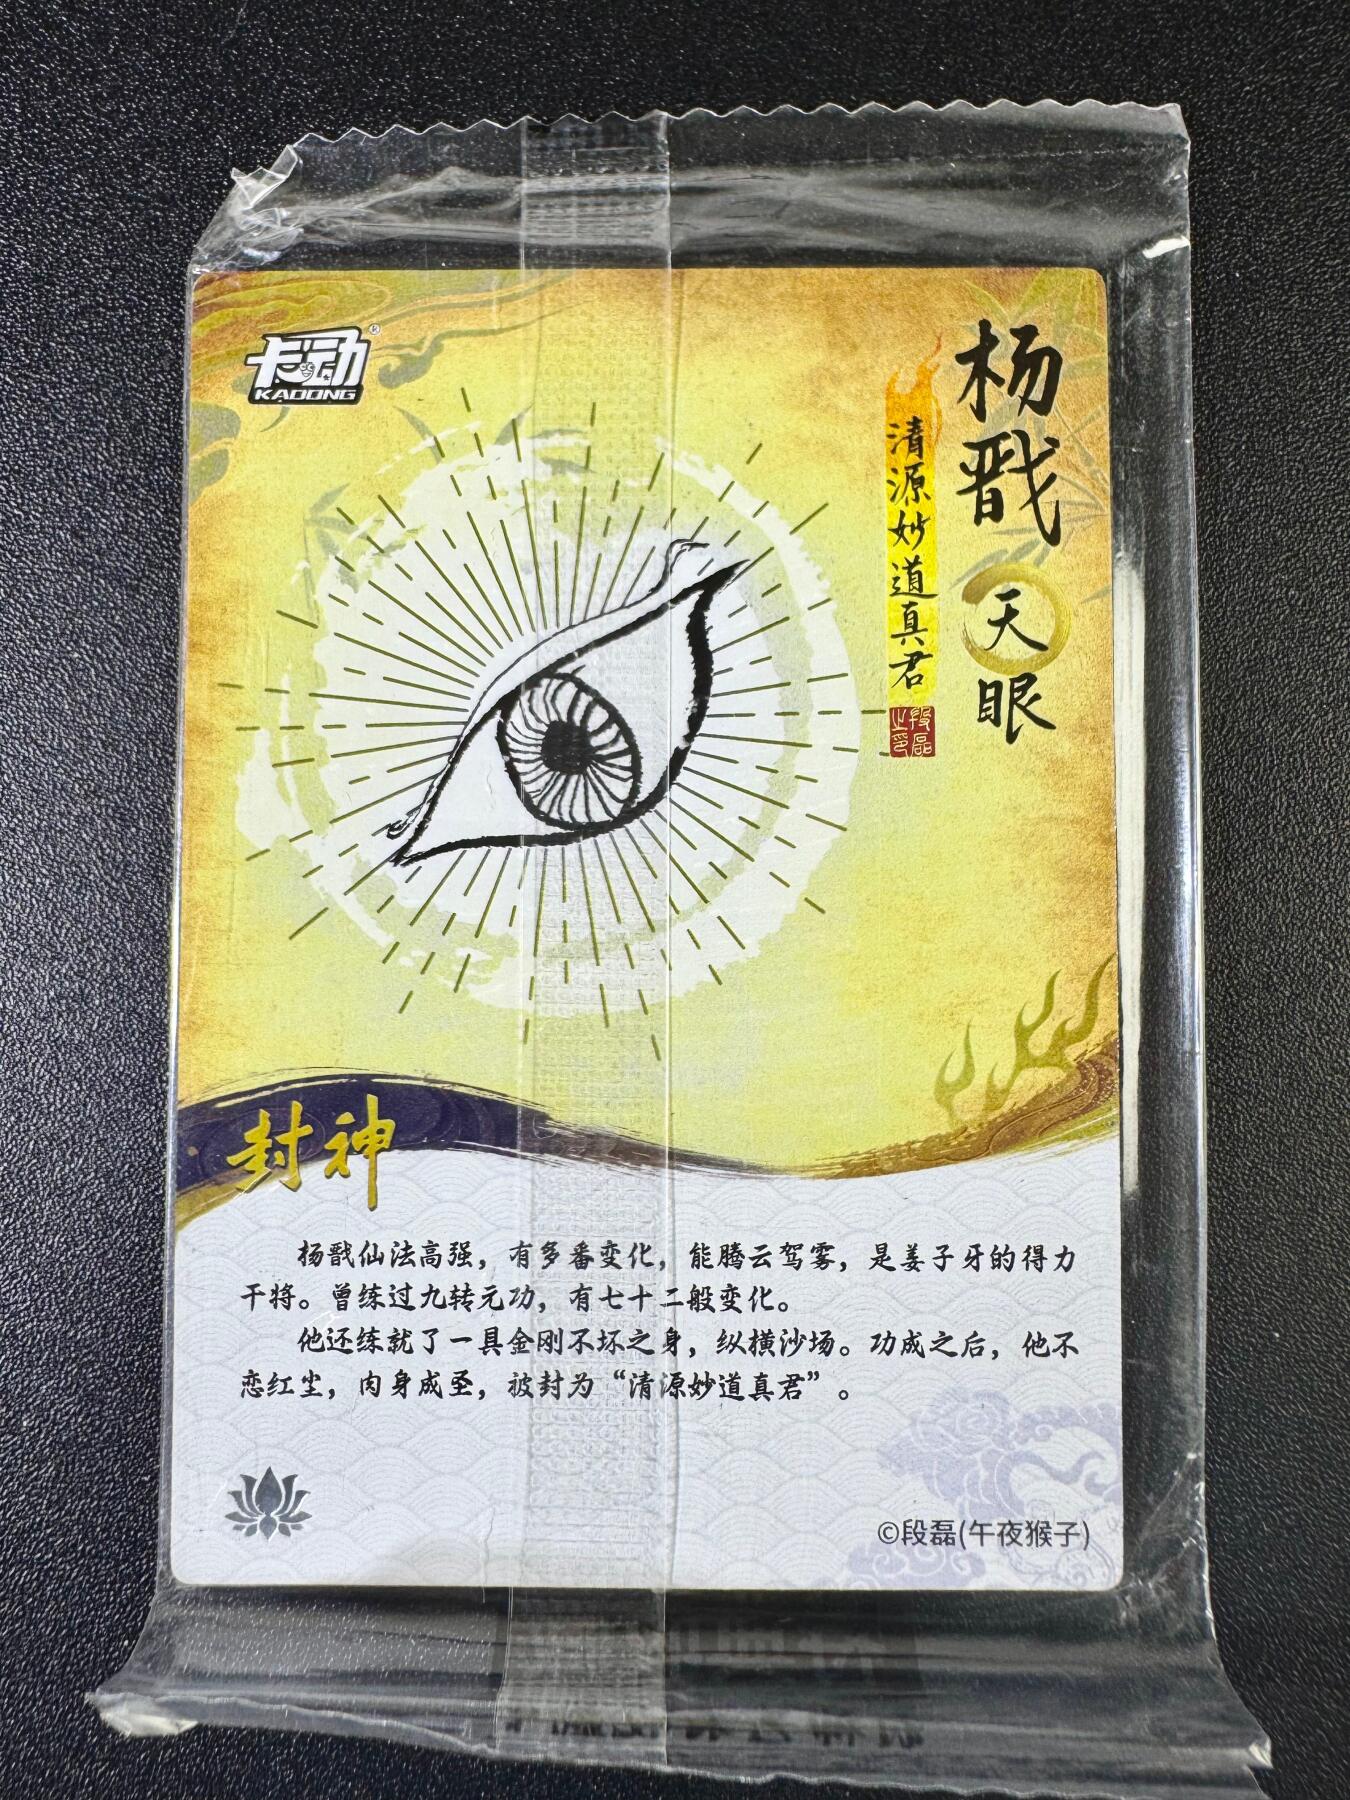 卡动
KADONG
杨戬
天眼
清源妙道真君
段磊之印
封神
杨戬仙法高强，有多番变化，能腾云驾雾，是姜子牙的得力
干将。曾练过九转元功，有七十二般变化。
他还练就了一具金刚不坏之身，纵横沙场。功成之后，他不
恋红尘，肉身成圣，被封为“清源妙道真君”。
©段磊(午夜猴子)